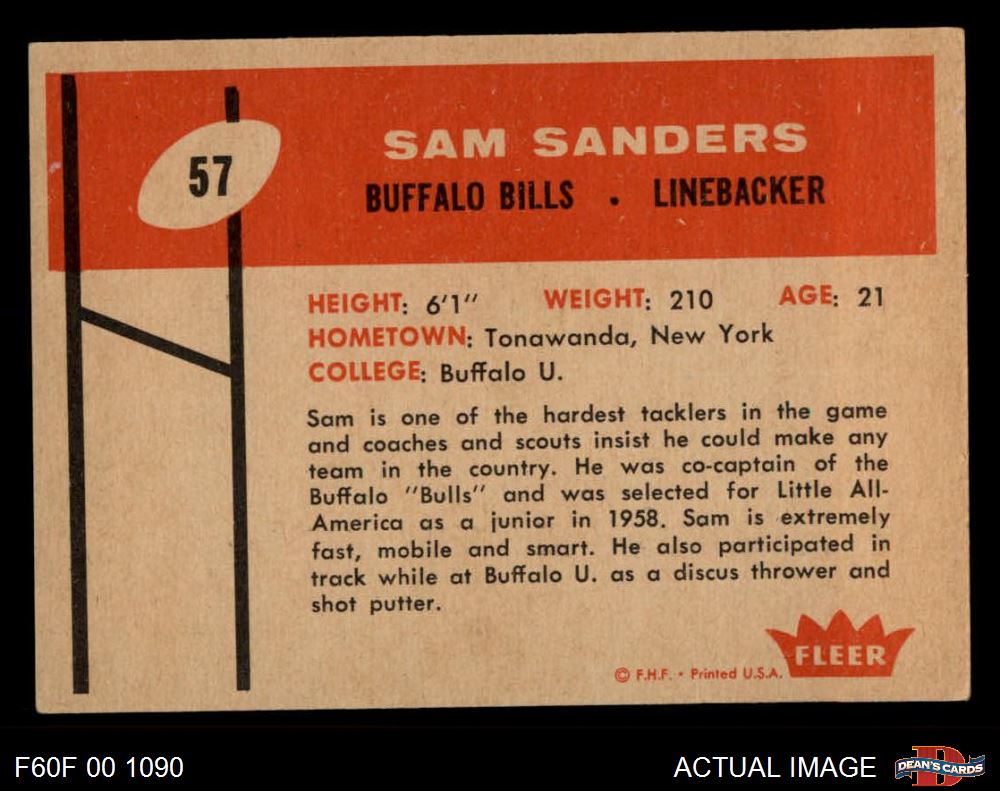 57
SAM SANDERS
BUFFALO BILLS . LINEBACKER
HEIGHT: 6'1" WEIGHT: 210 AGE: 21
HOMETOWN: Tonawanda, New York
COLLEGE: Buffalo U.
Sam is one of the hardest tacklers in the game
and coaches and scouts insist he could make any
team in the country. He was co-captain of the
Buffalo "Bulls" and was selected for Little All-
America as a junior in 1958. Sam is extremely
fast, mobile and smart. He also participated in
track while at Buffalo U. as a discus thrower and
shot putter.
FLEER
© F.H.F. • Printed U.S.A.
F60F 00 1090
ACTUAL IMAGE
D
DEAN'S CARDS